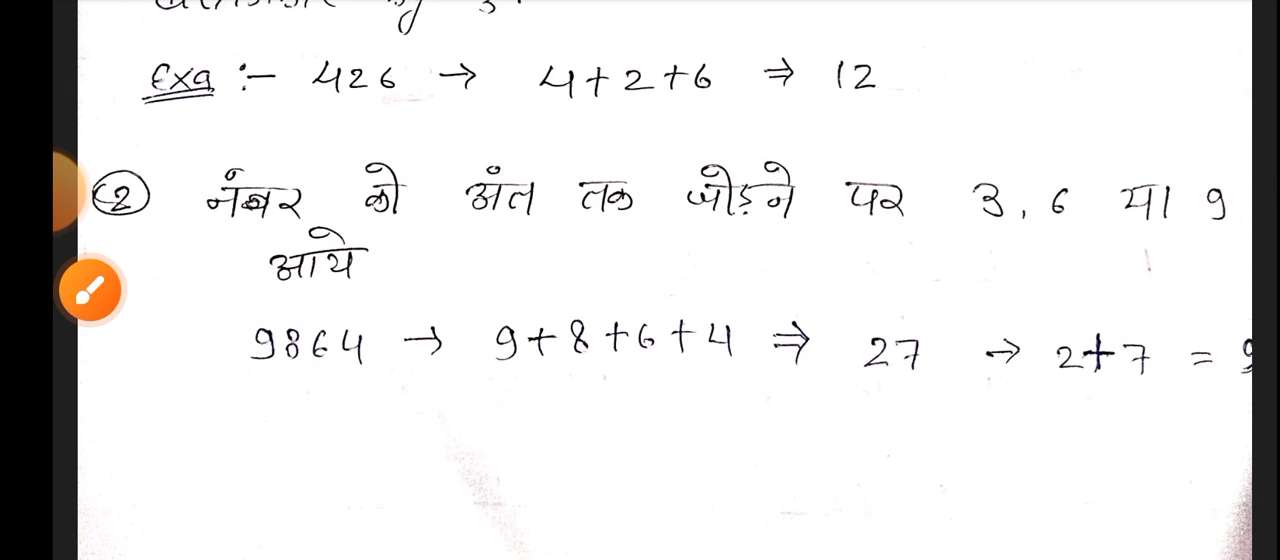 Exa :- 426 → 4+2+6 ⇒ 12
② नंबर को अंत तक जोड़ने पर 3, 6 या 9
आये
9864 → 9+8+6+4 ⇒ 27 → 2+7 = 9